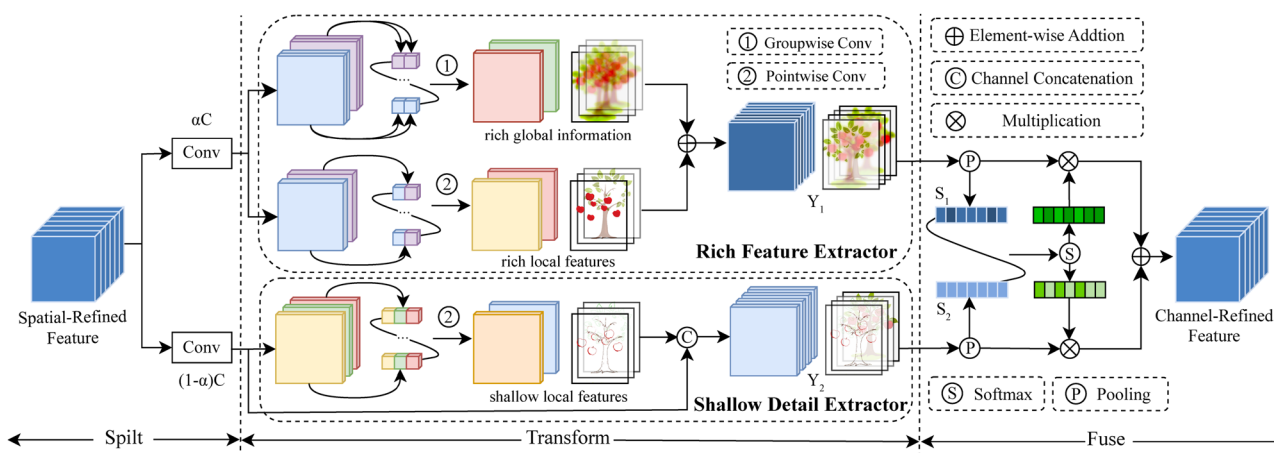 ① Groupwise Conv
② Pointwise Conv
⊕ Element-wise Addtion
Ⓒ Channel Concatenation
⊗ Multiplication
αC
Conv
①
rich global information
②
rich local features
Y1
Rich Feature Extractor
Spatial-Refined
Feature
Conv
(1-α)C
②
shallow local features
C
Y2
Shallow Detail Extractor
P
S1
S
S2
P
Channel-Refined
Feature
Ⓢ Softmax
Ⓟ Pooling
Spilt
Transform
Fuse